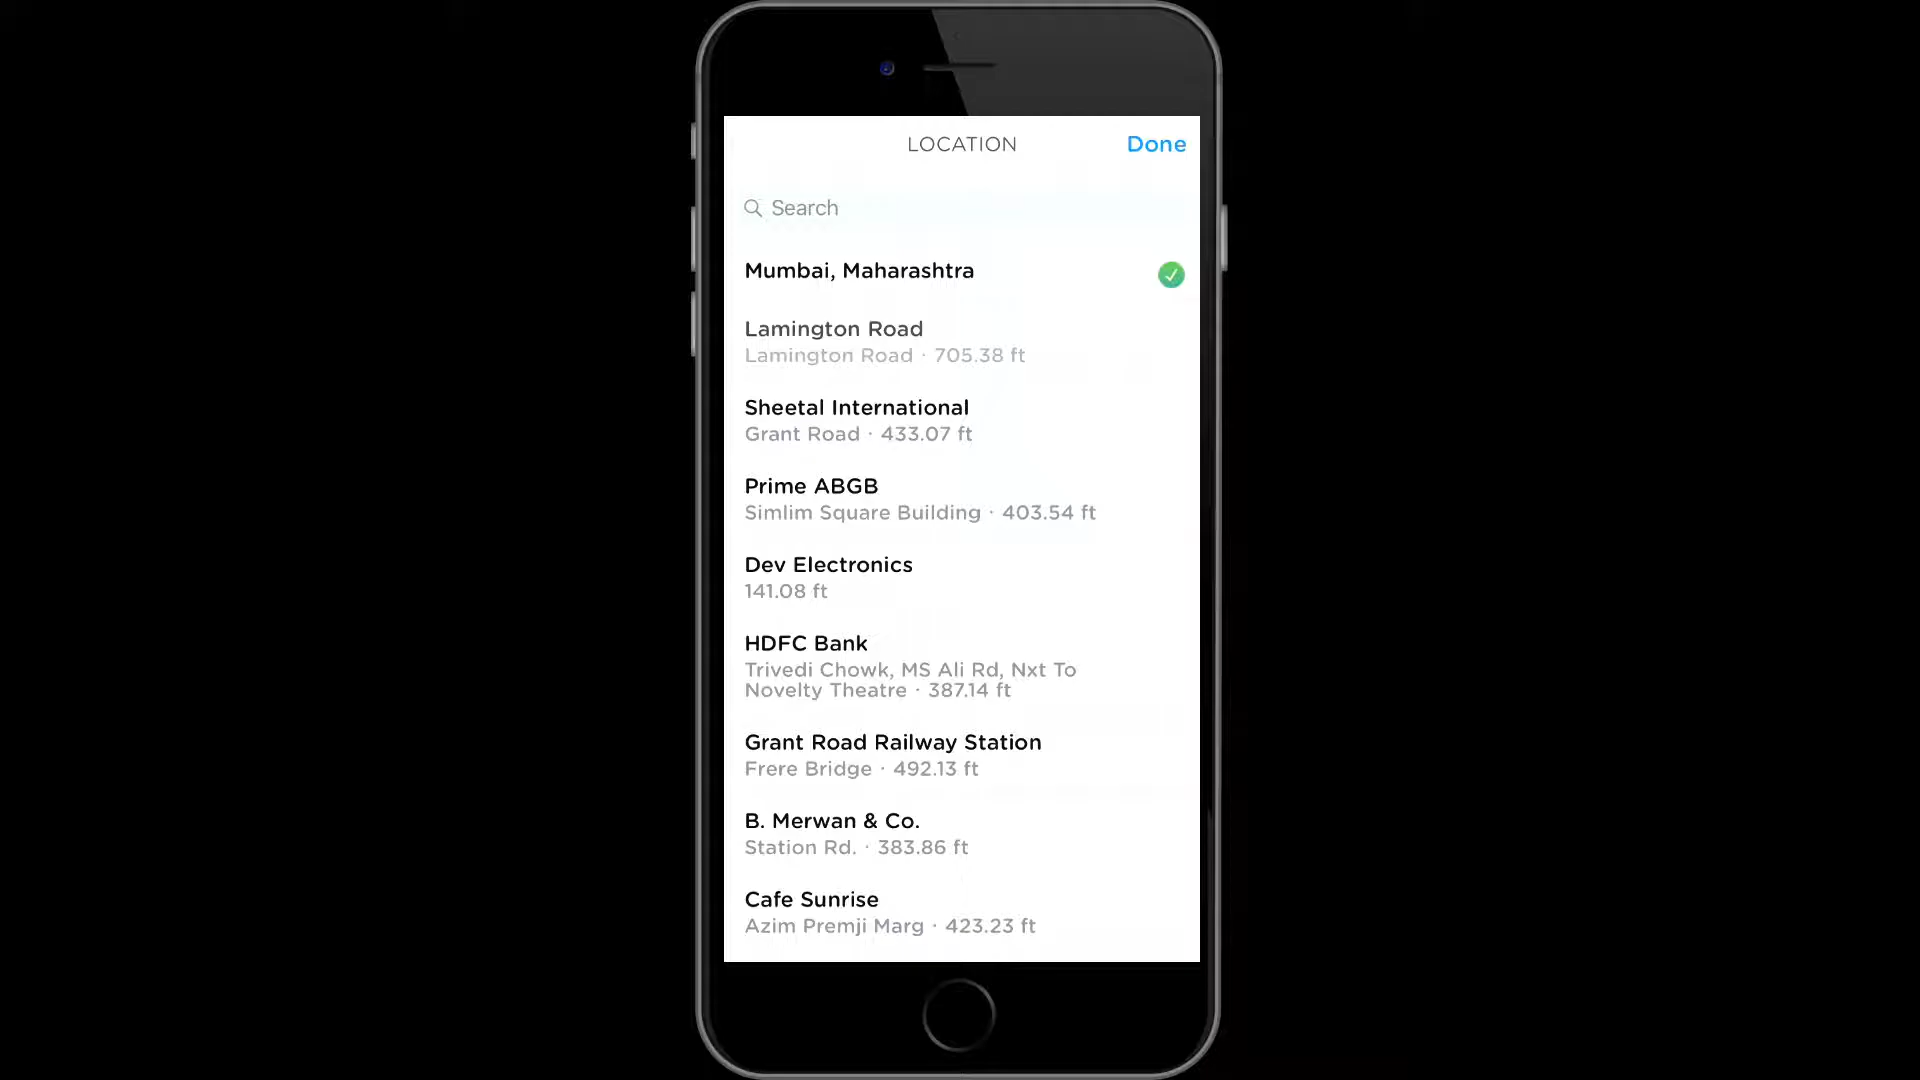 LOCATION
Done
Search
Mumbai, Maharashtra
Lamington Road
Lamington Road · 705.38 ft
Sheetal International
Grant Road · 433.07 ft
Prime ABGB
Simlim Square Building · 403.54 ft
Dev Electronics
141.08 ft
HDFC Bank
Trivedi Chowk, MS Ali Rd, Nxt To
Novelty Theatre · 387.14 ft
Grant Road Railway Station
Frere Bridge · 492.13 ft
B. Merwan & Co.
Station Rd. · 383.86 ft
Cafe Sunrise
Azim Premji Marg · 423.23 ft